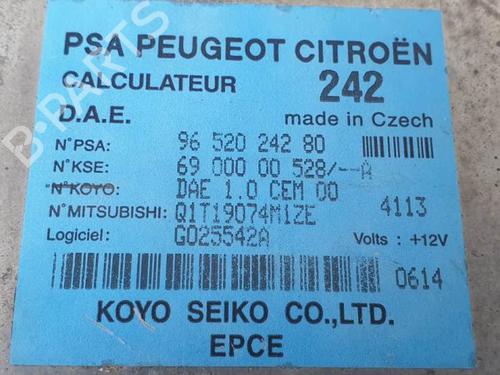 PSA PEUGEOT CITROËN
CALCULATEUR 242
D.A.E. made in Czech
N°PSA: 96 520 242 80
N°KSE: 69 000 00 528/--A
N°KOYO: DAE 1.0 CEM 00
N°MITSUBISHI: Q1T19074M1ZE 4113
Logiciel: G025542A Volts: +12V
0614
KOYO SEIKO CO.,LTD.
EPCE
B-PARTS